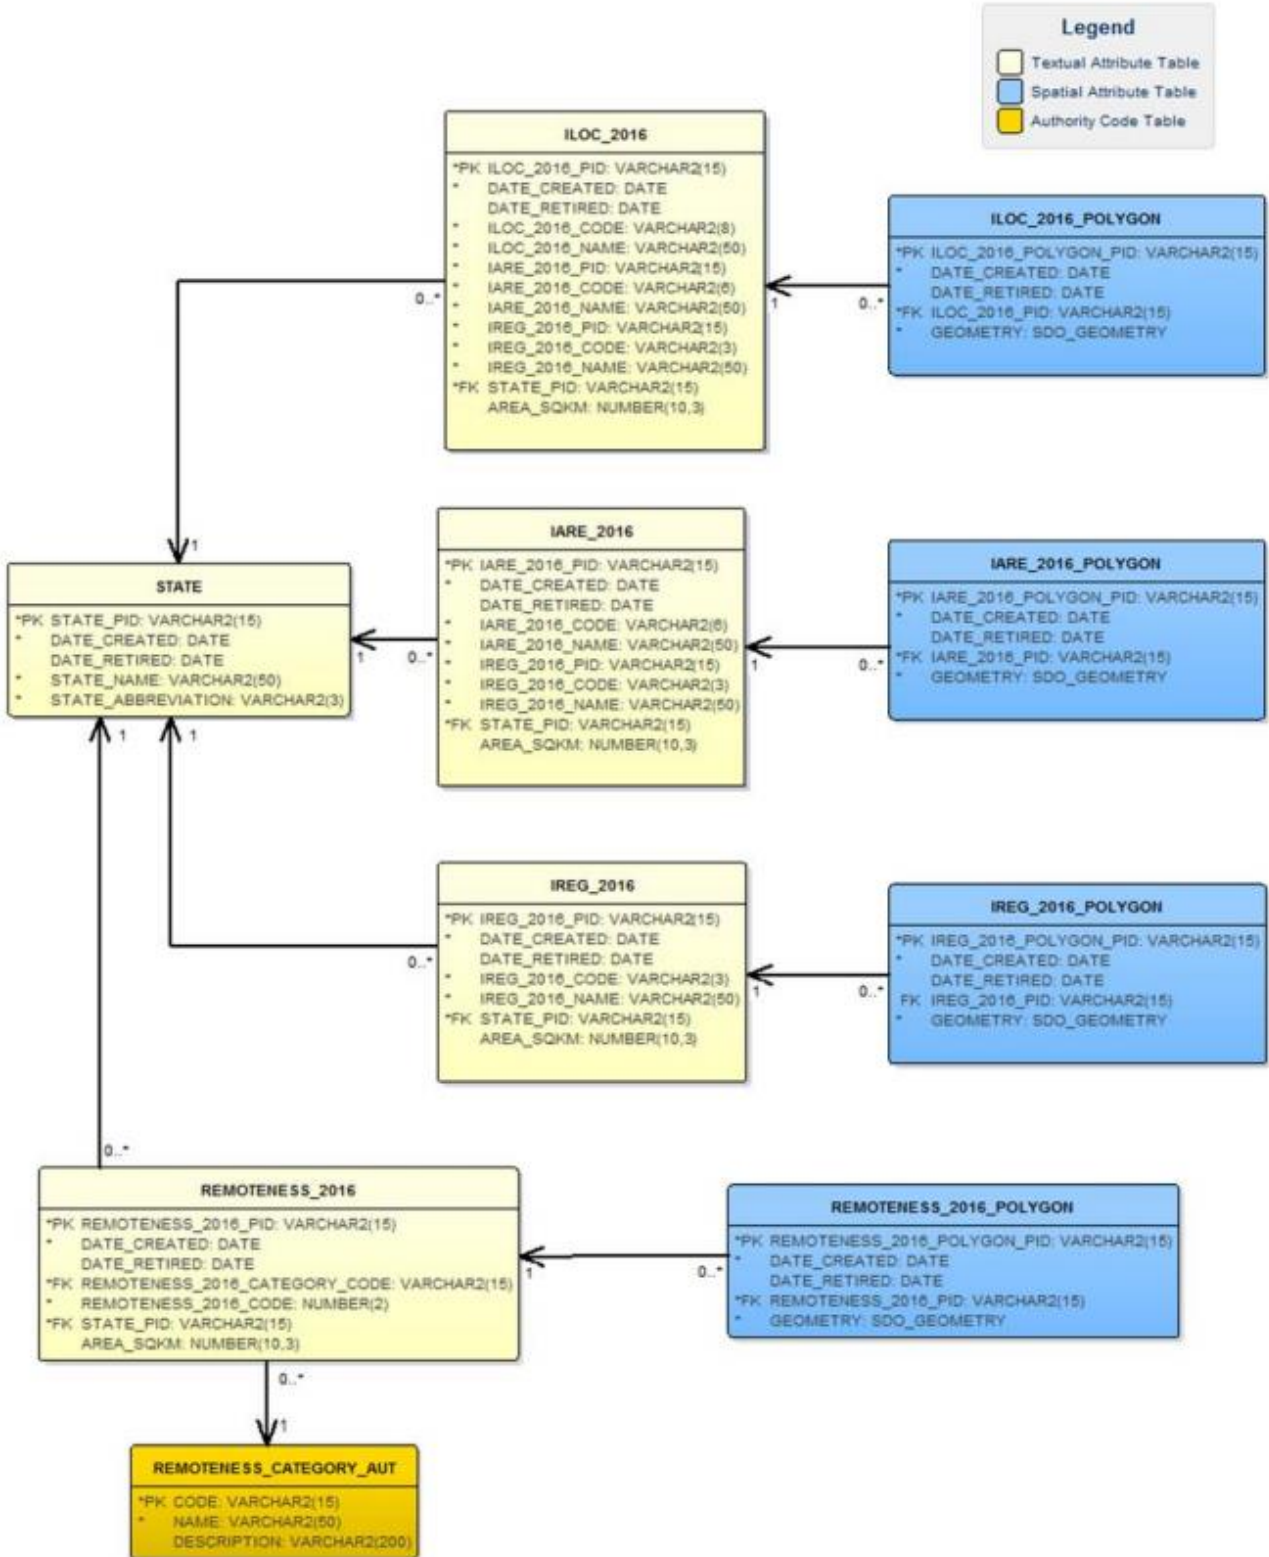 Legend
Textual Attribute Table
Spatial Attribute Table
Authority Code Table
ILOC_2016
*PK ILOC_2016_PID: VARCHAR2(15)
* DATE_CREATED: DATE
DATE_RETIRED: DATE
* ILOC_2016_CODE: VARCHAR2(8)
* ILOC_2016_NAME: VARCHAR2(50)
* IARE_2016_PID: VARCHAR2(15)
* IARE_2016_CODE: VARCHAR2(6)
* IARE_2016_NAME: VARCHAR2(50)
* IREG_2016_PID: VARCHAR2(15)
* IREG_2016_CODE: VARCHAR2(3)
* IREG_2016_NAME: VARCHAR2(50)
*FK STATE_PID: VARCHAR2(15)
AREA_SQKM: NUMBER(10,3)
ILOC_2016_POLYGON
*PK ILOC_2016_POLYGON_PID: VARCHAR2(15)
* DATE_CREATED: DATE
DATE_RETIRED: DATE
*FK ILOC_2016_PID: VARCHAR2(15)
* GEOMETRY: SDO_GEOMETRY
0..*
1
0..*
1
STATE
*PK STATE_PID: VARCHAR2(15)
* DATE_CREATED: DATE
DATE_RETIRED: DATE
* STATE_NAME: VARCHAR2(50)
* STATE_ABBREVIATION: VARCHAR2(3)
IARE_2016
*PK IARE_2016_PID: VARCHAR2(15)
* DATE_CREATED: DATE
DATE_RETIRED: DATE
* IARE_2016_CODE: VARCHAR2(6)
* IARE_2016_NAME: VARCHAR2(50)
* IREG_2016_PID: VARCHAR2(15)
* IREG_2016_CODE: VARCHAR2(3)
* IREG_2016_NAME: VARCHAR2(50)
*FK STATE_PID: VARCHAR2(15)
AREA_SQKM: NUMBER(10,3)
IARE_2016_POLYGON
*PK IARE_2016_POLYGON_PID: VARCHAR2(15)
* DATE_CREATED: DATE
DATE_RETIRED: DATE
*FK IARE_2016_PID: VARCHAR2(15)
* GEOMETRY: SDO_GEOMETRY
1
0..*
1
0..*
1
1
IREG_2016
*PK IREG_2016_PID: VARCHAR2(15)
* DATE_CREATED: DATE
DATE_RETIRED: DATE
* IREG_2016_CODE: VARCHAR2(3)
* IREG_2016_NAME: VARCHAR2(50)
*FK STATE_PID: VARCHAR2(15)
AREA_SQKM: NUMBER(10,3)
IREG_2016_POLYGON
*PK IREG_2016_POLYGON_PID: VARCHAR2(15)
* DATE_CREATED: DATE
DATE_RETIRED: DATE
FK IREG_2016_PID: VARCHAR2(15)
* GEOMETRY: SDO_GEOMETRY
0..*
1
0..*
0..*
REMOTENESS_2016
*PK REMOTENESS_2016_PID: VARCHAR2(15)
* DATE_CREATED: DATE
DATE_RETIRED: DATE
*FK REMOTENESS_2016_CATEGORY_CODE: VARCHAR2(15)
* REMOTENESS_2016_CODE: NUMBER(2)
*FK STATE_PID: VARCHAR2(15)
AREA_SQKM: NUMBER(10,3)
REMOTENESS_2016_POLYGON
*PK REMOTENESS_2016_POLYGON_PID: VARCHAR2(15)
* DATE_CREATED: DATE
DATE_RETIRED: DATE
*FK REMOTENESS_2016_PID: VARCHAR2(15)
* GEOMETRY: SDO_GEOMETRY
1
0..*
0..*
1
REMOTENESS_CATEGORY_AUT
*PK CODE: VARCHAR2(15)
* NAME: VARCHAR2(50)
DESCRIPTION: VARCHAR2(200)